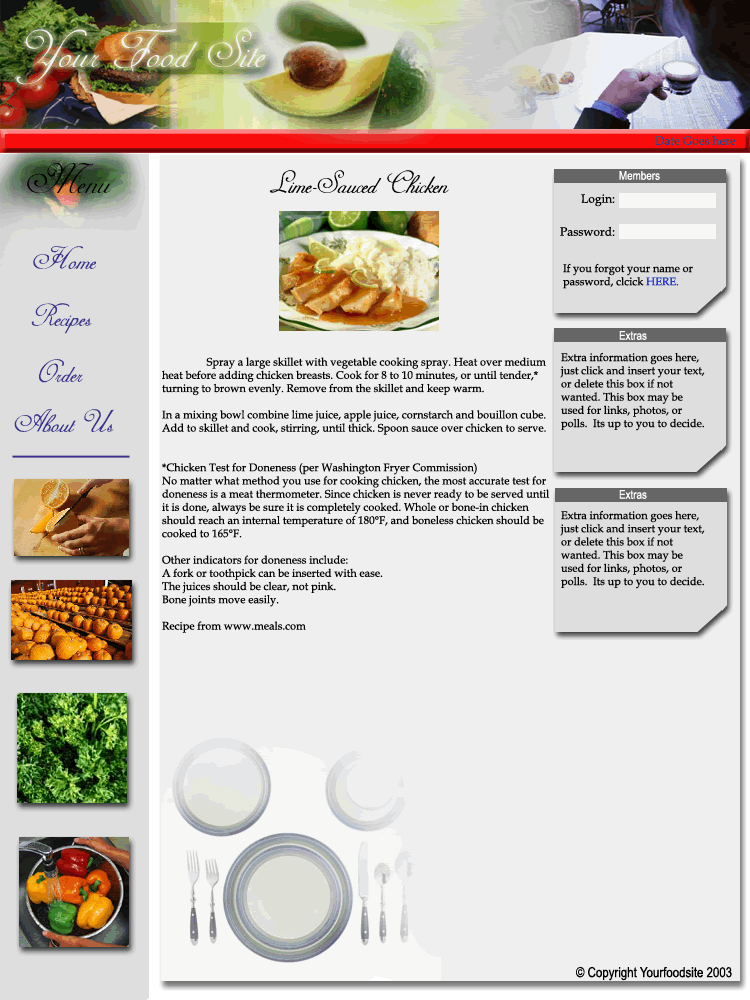 Your Food Site
Date Goes here
Menu
Home
Recipes
Order
About Us
Lime-Sauced Chicken
Spray a large skillet with vegetable cooking spray. Heat over medium
heat before adding chicken breasts. Cook for 8 to 10 minutes, or until tender,*
turning to brown evenly. Remove from the skillet and keep warm.
In a mixing bowl combine lime juice, apple juice, cornstarch and bouillon cube.
Add to skillet and cook, stirring, until thick. Spoon sauce over chicken to serve.
*Chicken Test for Doneness (per Washington Fryer Commission)
No matter what method you use for cooking chicken, the most accurate test for
doneness is a meat thermometer. Since chicken is never ready to be served until
it is done, always be sure it is completely cooked. Whole or bone-in chicken
should reach an internal temperature of 180°F, and boneless chicken should be
cooked to 165°F.
Other indicators for doneness include:
A fork or toothpick can be inserted with ease.
The juices should be clear, not pink.
Bone joints move easily.
Recipe from www.meals.com
Members
Login:
Password:
If you forgot your name or
password, clcick HERE.
Extras
Extra information goes here,
just click and insert your text,
or delete this box if not
wanted. This box may be
used for links, photos, or
polls.  Its up to you to decide.
Extras
Extra information goes here,
just click and insert your text,
or delete this box if not
wanted. This box may be
used for links, photos, or
polls.  Its up to you to decide.
© Copyright Yourfoodsite 2003